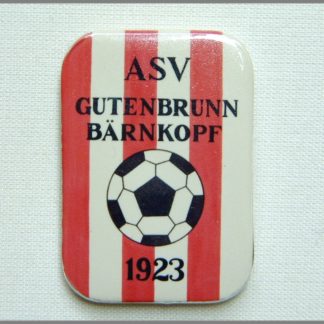 ASV
GUTENBRUNN
BÄRNKOPF
1923